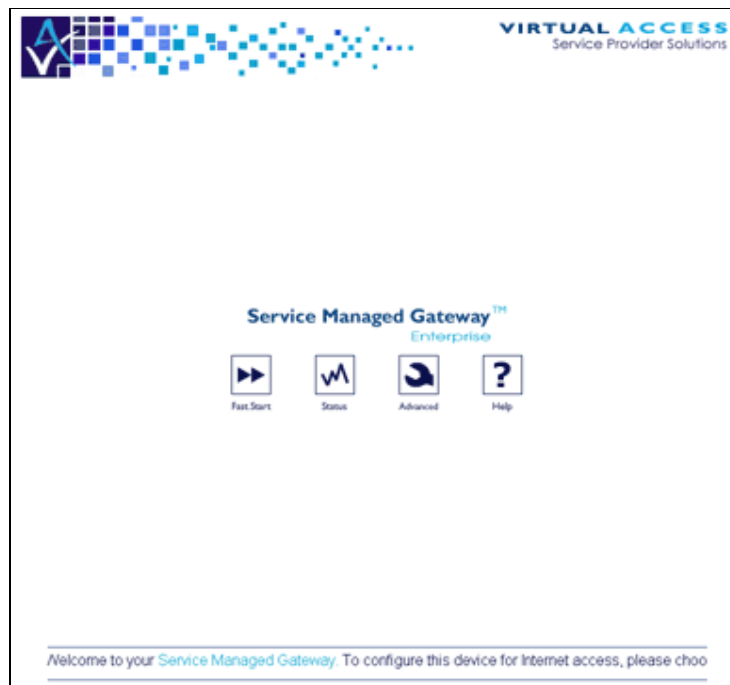 VIRTUAL ACCESS
Service Provider Solutions
Service Managed Gateway™
Enterprise
Fast.Start Status Advanced Help
Welcome to your Service Managed Gateway. To configure this device for Internet access, please choo